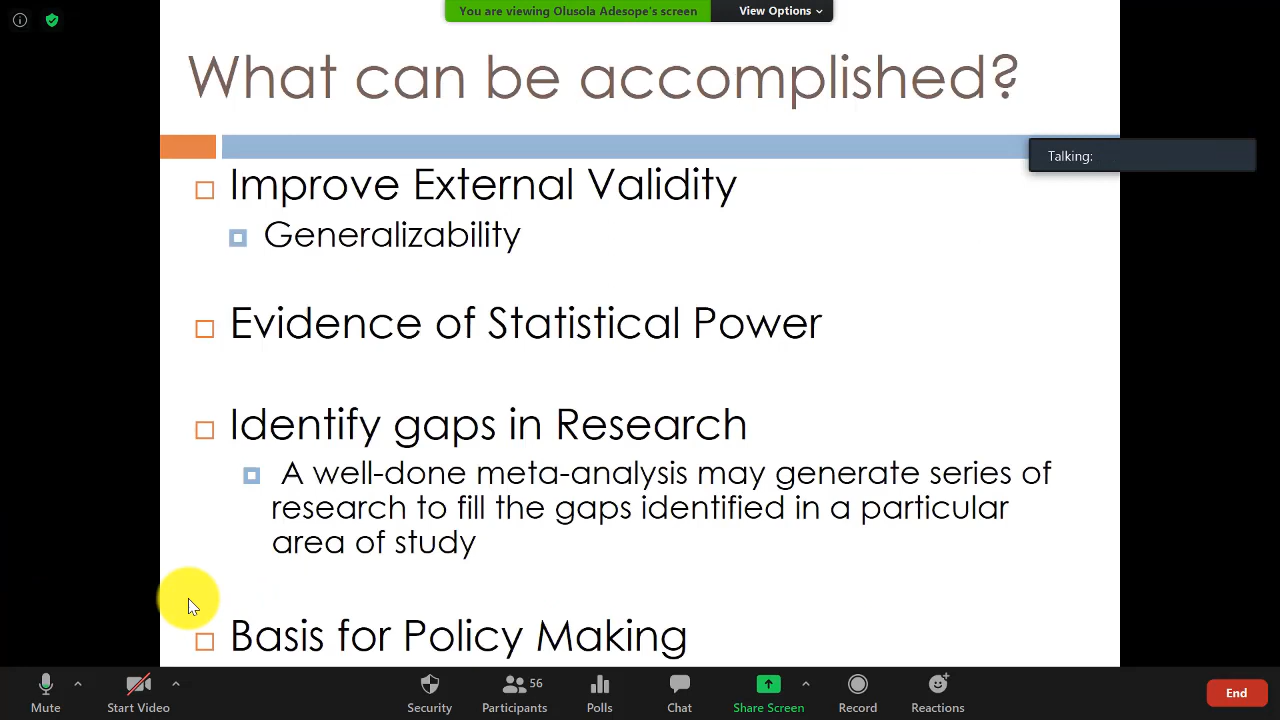 You are viewing Olusola Adesope's screen
View Options
What can be accomplished?
Talking:
Improve External Validity
Generalizability
Evidence of Statistical Power
Identify gaps in Research
A well-done meta-analysis may generate series of
research to fill the gaps identified in a particular
area of study
Basis for Policy Making
56
Mute
Start Video
Security
Participants
Polls
Chat
Share Screen
Record
Reactions
End